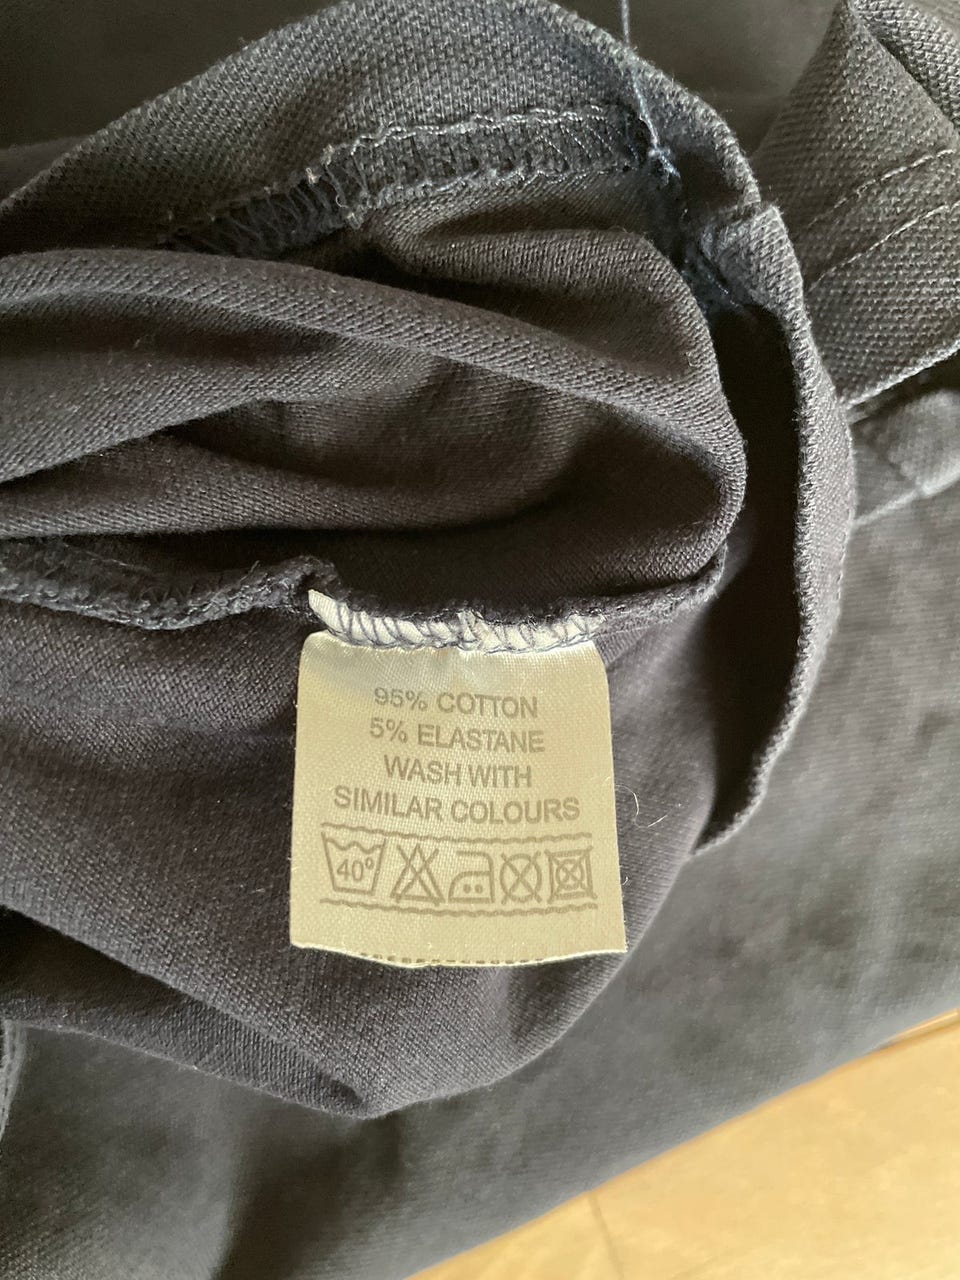 95% COTTON
5% ELASTANE
WASH WITH
SIMILAR COLOURS
40°